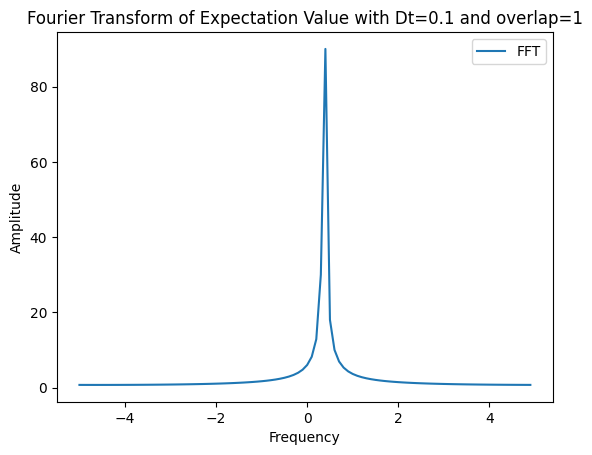 Fourier Transform of Expectation Value with Dt=0.1 and overlap=1
FFT
80
60
40
20
0
Amplitude
−4
−2
0
2
4
Frequency